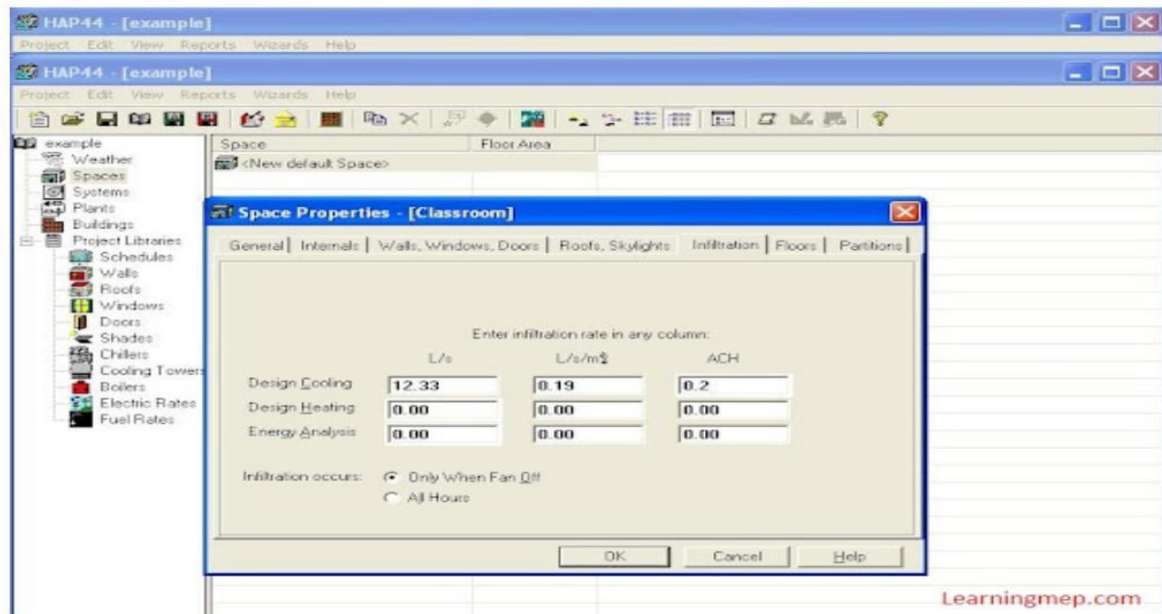 HAP44 - [example]
Project Edit View Reports Wizards Help
HAP44 - [example]
Project Edit View Reports Wizards Help
example
Weather
Spaces
Systems
Plants
Buildings
Project Libraries
Schedules
Walls
Roofs
Windows
Doors
Shades
Chillers
Cooling Towers
Boilers
Electric Rates
Fuel Rates
Space Floor Area
<New default Space>
Space Properties - [Classroom]
General Internals Walls, Windows, Doors Roofs, Skylights Infiltration Floors Partitions
Enter infiltration rate in any column:
L/s L/s/m² ACH
Design Cooling 12.33 0.19 0.2
Design Heating 0.00 0.00 0.00
Energy Analysis 0.00 0.00 0.00
Infiltration occurs: Only When Fan Off
All Hours
OK Cancel Help
Learningmep.com